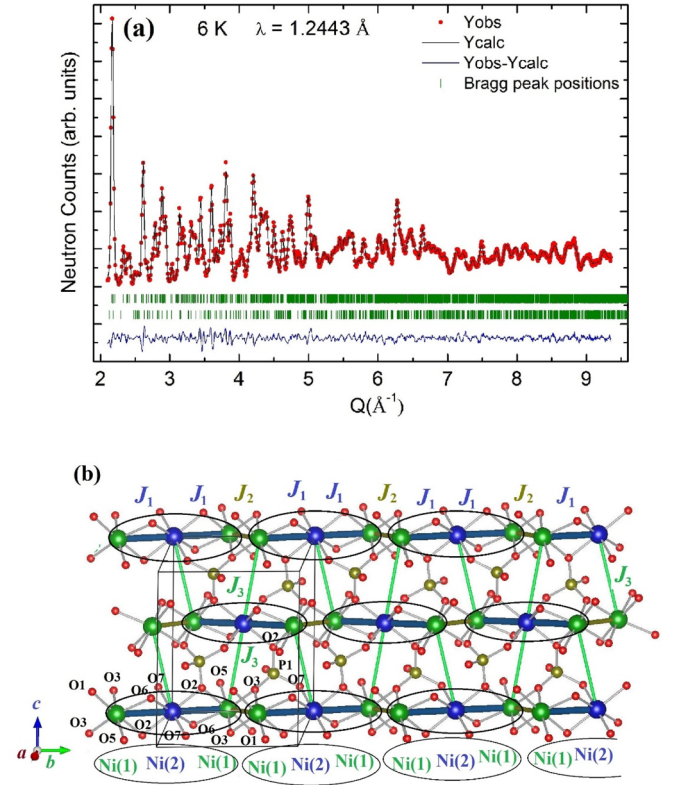 (a) 6 K λ = 1.2443 Å
Yobs
Ycalc
Yobs-Ycalc
Bragg peak positions
Neutron Counts (arb. units)
2 3 4 5 6 7 8 9
Q(Å⁻¹)
(b)
J₁ J₁ J₂ J₁ J₁ J₂ J₁ J₁ J₂ J₁
J₃ J₃
O2
J₃
P1
O1 O3 O7 O6 O2 O5 O3 O7
O3 O5 O2 O7 O6 O3 O1
c
a b
Ni(1) Ni(2) Ni(1) Ni(1) Ni(2) Ni(1) Ni(1) Ni(2) Ni(1) Ni(1) Ni(2)